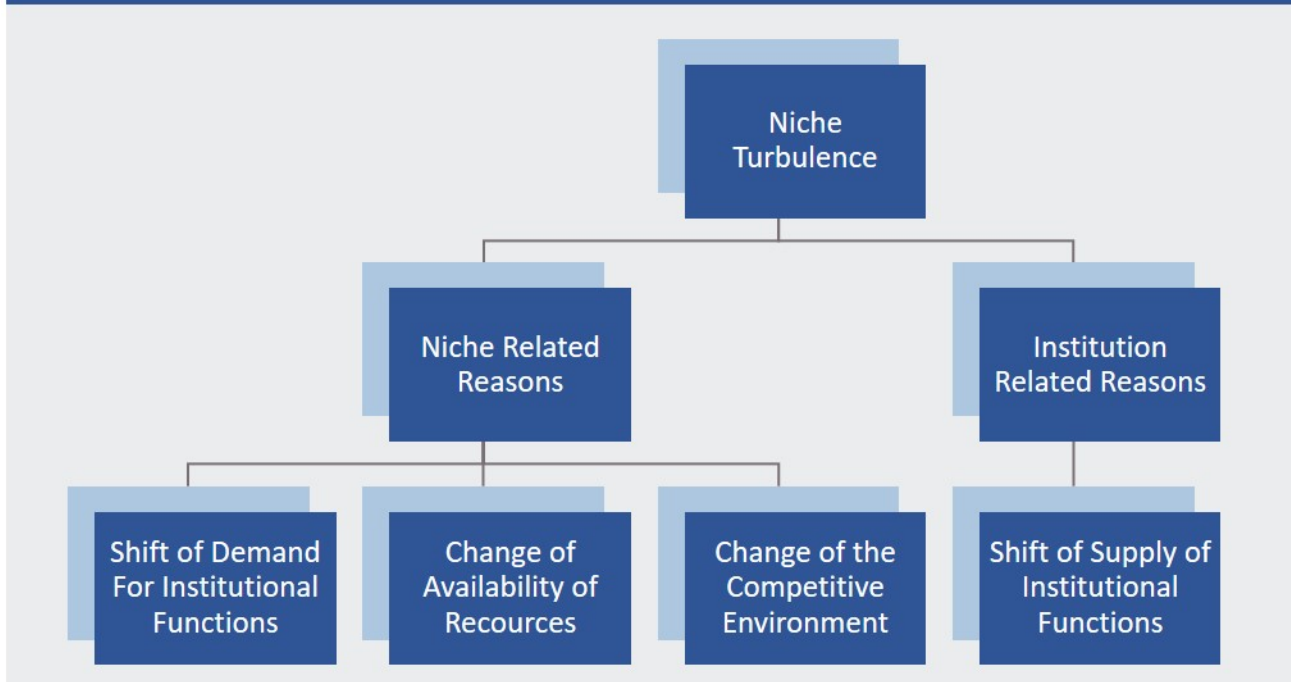 Niche
Turbulence
Niche Related
Reasons
Institution
Related Reasons
Shift of Demand
For Institutional
Functions
Change of
Availability of
Recources
Change of the
Competitive
Environment
Shift of Supply of
Institutional
Functions